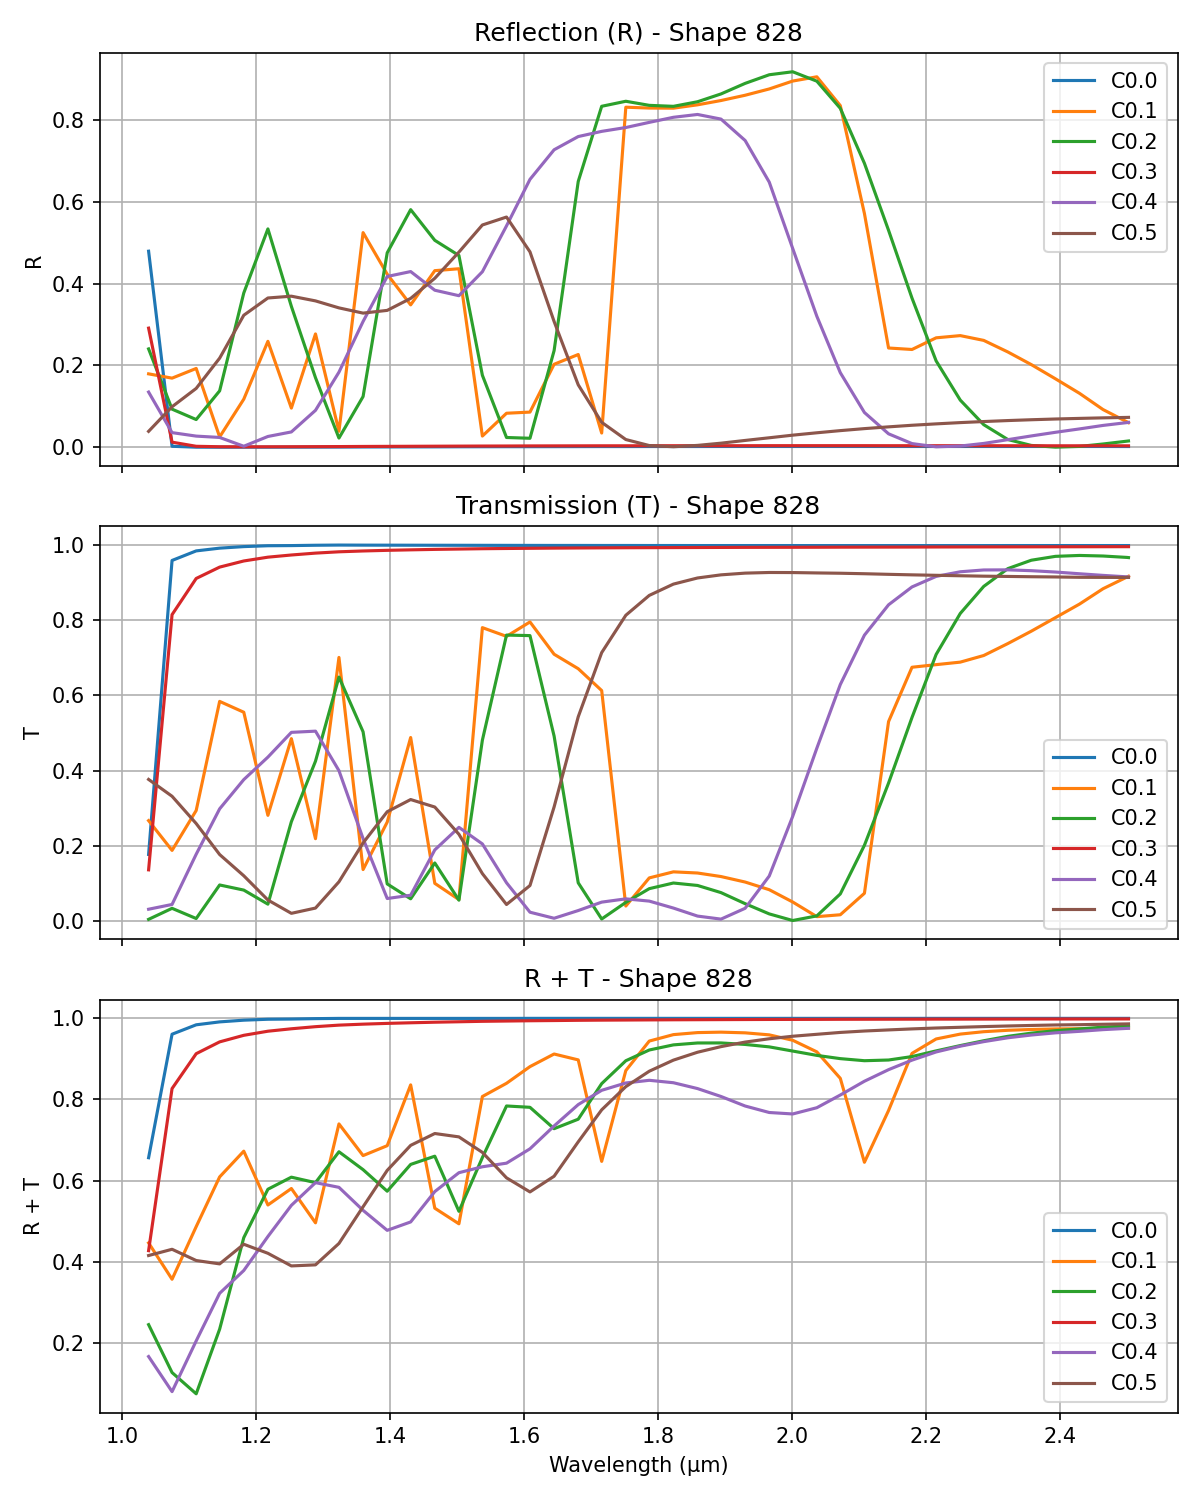 Reflection (R) - Shape 828
R
0.8
0.6
0.4
0.2
0.0
C0.0
C0.1
C0.2
C0.3
C0.4
C0.5
Transmission (T) - Shape 828
T
1.0
0.8
0.6
0.4
0.2
0.0
C0.0
C0.1
C0.2
C0.3
C0.4
C0.5
R + T - Shape 828
R + T
1.0
0.8
0.6
0.4
0.2
C0.0
C0.1
C0.2
C0.3
C0.4
C0.5
1.0 1.2 1.4 1.6 1.8 2.0 2.2 2.4
Wavelength (μm)